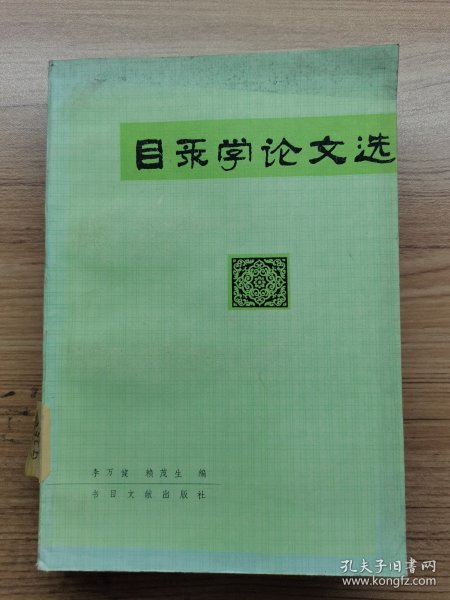 目录学论文选
李万健 赖茂生 编
书目文献出版社
孔夫子旧书网
www.kongfz.com